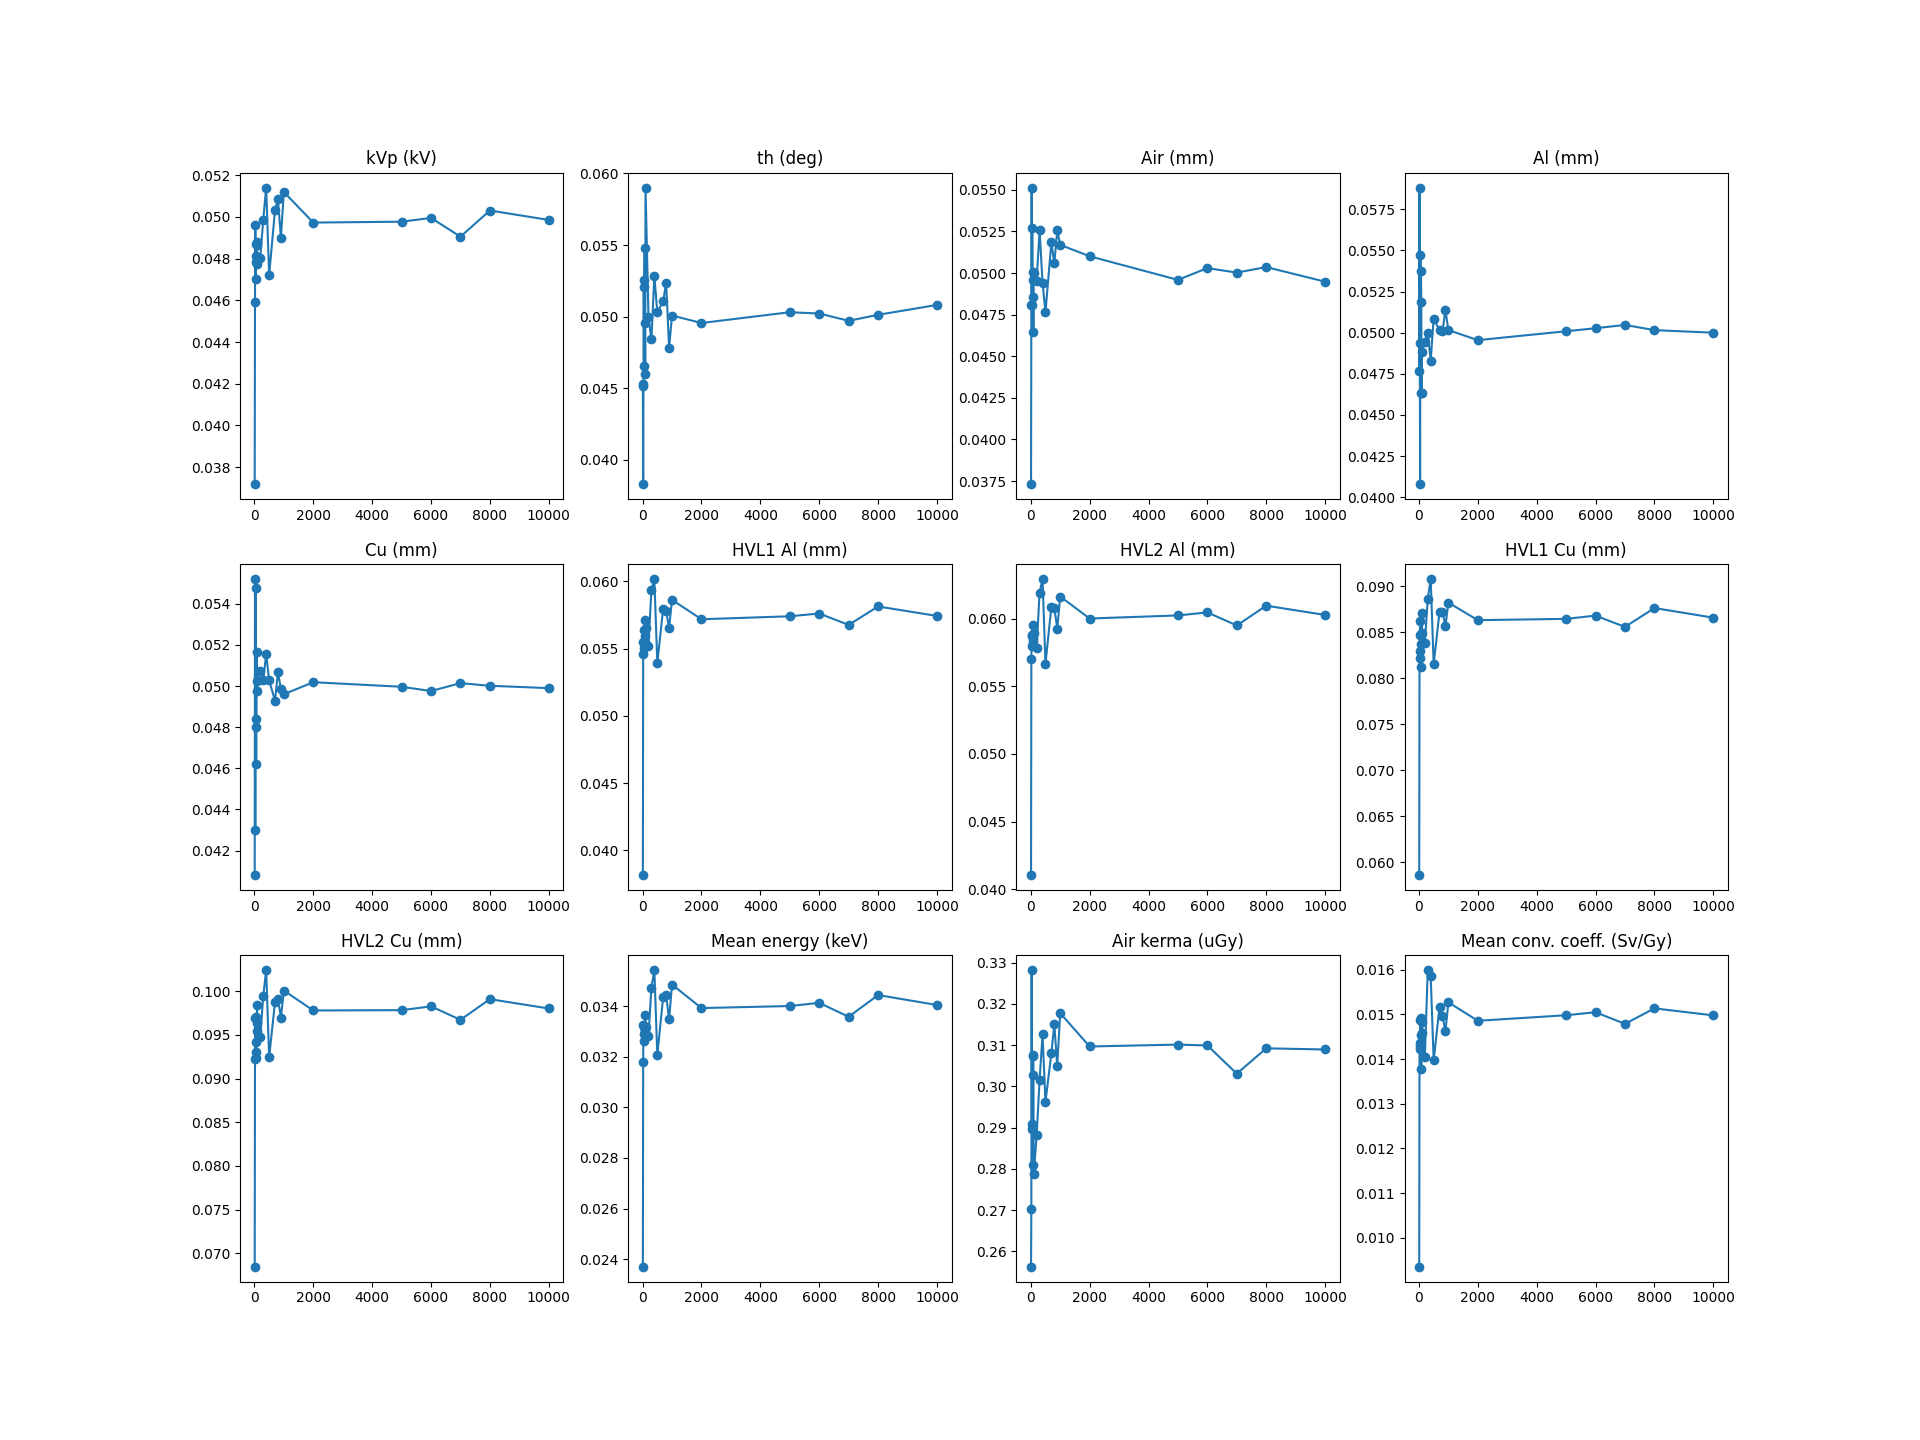 kVp (kV) th (deg) Air (mm) Al (mm)
0.052 0.050 0.048 0.046 0.044 0.042 0.040 0.038
0 2000 4000 6000 8000 10000
0.060 0.055 0.050 0.045 0.040
0 2000 4000 6000 8000 10000
0.0550 0.0525 0.0500 0.0475 0.0450 0.0425 0.0400 0.0375
0 2000 4000 6000 8000 10000
0.0575 0.0550 0.0525 0.0500 0.0475 0.0450 0.0425 0.0400
0 2000 4000 6000 8000 10000
Cu (mm) HVL1 Al (mm) HVL2 Al (mm) HVL1 Cu (mm)
0.054 0.052 0.050 0.048 0.046 0.044 0.042
0 2000 4000 6000 8000 10000
0.060 0.055 0.050 0.045 0.040
0 2000 4000 6000 8000 10000
0.060 0.055 0.050 0.045 0.040
0 2000 4000 6000 8000 10000
0.090 0.085 0.080 0.075 0.070 0.065 0.060
0 2000 4000 6000 8000 10000
HVL2 Cu (mm) Mean energy (keV) Air kerma (uGy) Mean conv. coeff. (Sv/Gy)
0.100 0.095 0.090 0.085 0.080 0.075 0.070
0 2000 4000 6000 8000 10000
0.034 0.032 0.030 0.028 0.026 0.024
0 2000 4000 6000 8000 10000
0.33 0.32 0.31 0.30 0.29 0.28 0.27 0.26
0 2000 4000 6000 8000 10000
0.016 0.015 0.014 0.013 0.012 0.011 0.010
0 2000 4000 6000 8000 10000